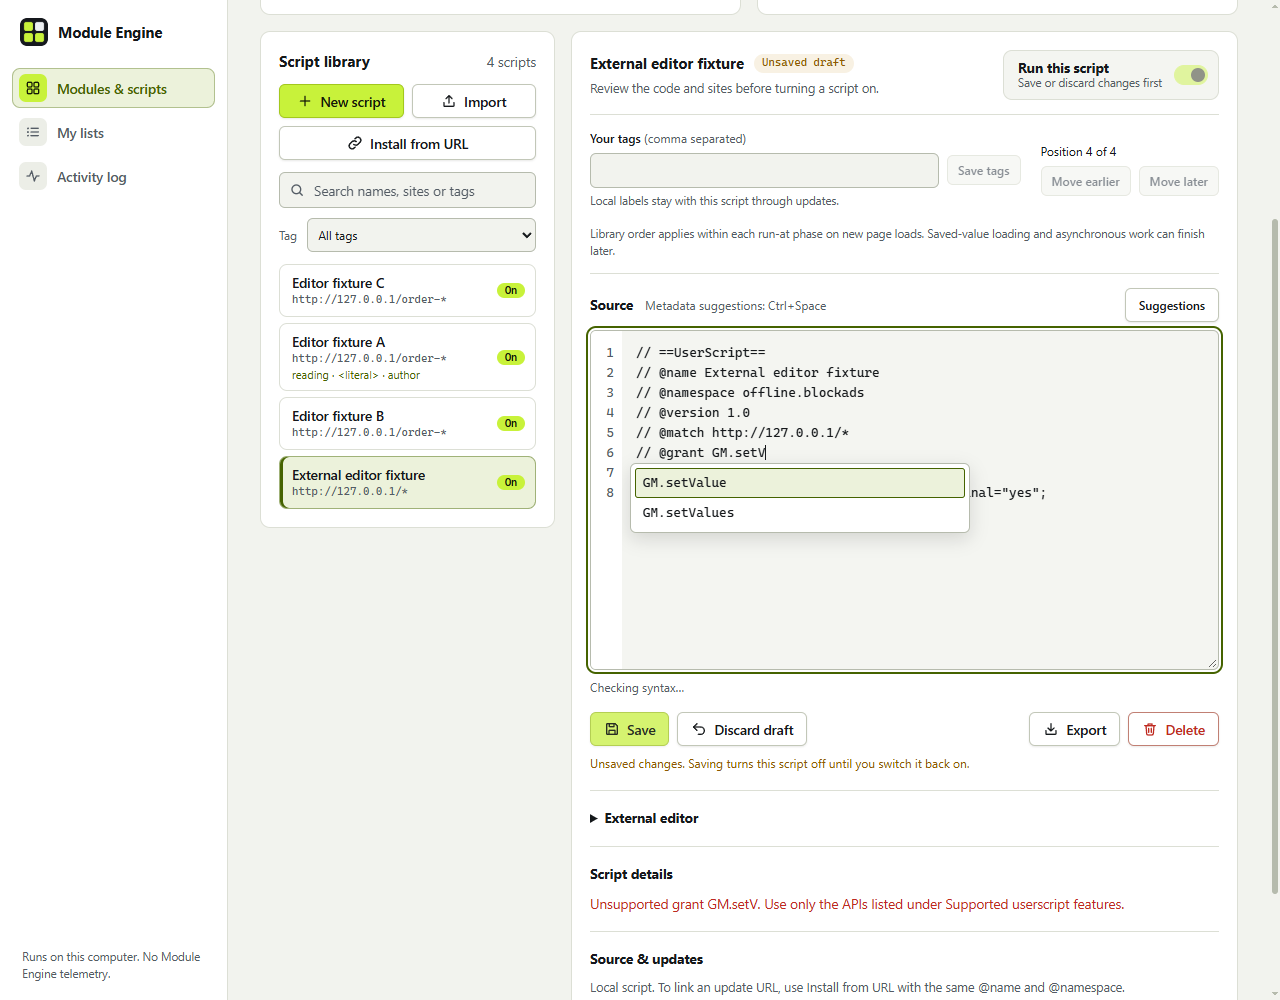 Module Engine
Modules & scripts
My lists
Activity log
Runs on this computer. No Module
Engine telemetry.
Script library
4 scripts
New script
Import
Install from URL
Search names, sites or tags
Tag
All tags
Editor fixture C
http://127.0.0.1/order-*
On
Editor fixture A
http://127.0.0.1/order-*
reading · <literal> · author
On
Editor fixture B
http://127.0.0.1/order-*
On
External editor fixture
http://127.0.0.1/*
On
External editor fixture
Unsaved draft
Review the code and sites before turning a script on.
Run this script
Save or discard changes first
Your tags (comma separated)
Save tags
Local labels stay with this script through updates.
Position 4 of 4
Move earlier
Move later
Library order applies within each run-at phase on new page loads. Saved-value loading and asynchronous work can finish
later.
Source
Metadata suggestions: Ctrl+Space
Suggestions
1 // ==UserScript==
2 // @name External editor fixture
3 // @namespace offline.blockads
4 // @version 1.0
5 // @match http://127.0.0.1/*
6 // @grant GM.setV
7
8 nal="yes";
GM.setValue
GM.setValues
Checking syntax...
Save
Discard draft
Export
Delete
Unsaved changes. Saving turns this script off until you switch it back on.
External editor
Script details
Unsupported grant GM.setV. Use only the APIs listed under Supported userscript features.
Source & updates
Local script. To link an update URL, use Install from URL with the same @name and @namespace.